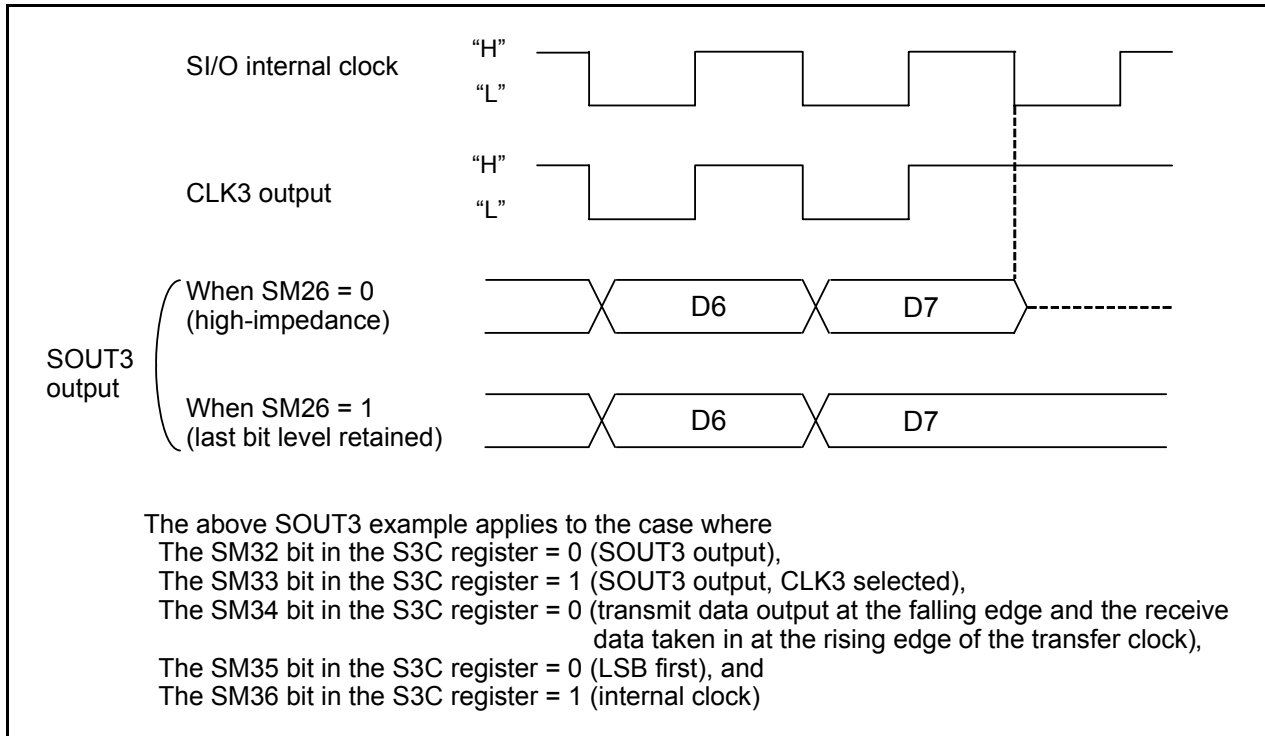 SI/O internal clock
“H”
“L”
CLK3 output
“H”
“L”
SOUT3
output
When SM26 = 0
(high-impedance)
D6
D7
When SM26 = 1
(last bit level retained)
D6
D7
The above SOUT3 example applies to the case where
The SM32 bit in the S3C register = 0 (SOUT3 output),
The SM33 bit in the S3C register = 1 (SOUT3 output, CLK3 selected),
The SM34 bit in the S3C register = 0 (transmit data output at the falling edge and the receive
data taken in at the rising edge of the transfer clock),
The SM35 bit in the S3C register = 0 (LSB first), and
The SM36 bit in the S3C register = 1 (internal clock)